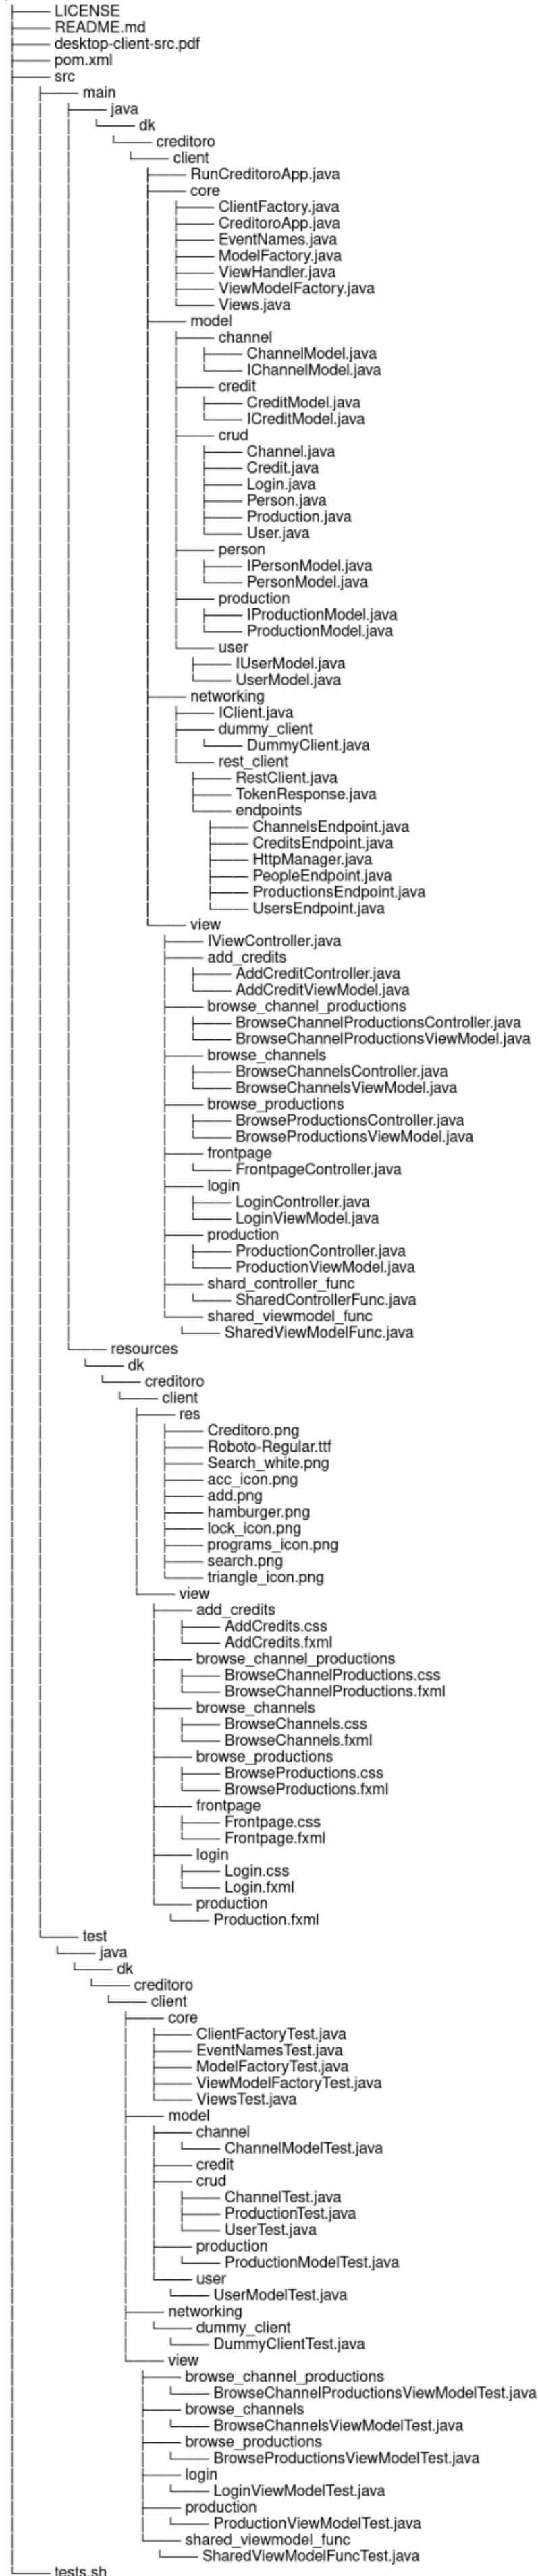 LICENSE
README.md
desktop-client-src.pdf
pom.xml
src
main
java
dk
creditoro
client
RunCreditoroApp.java
core
ClientFactory.java
CreditoroApp.java
EventNames.java
ModelFactory.java
ViewHandler.java
ViewModelFactory.java
Views.java
model
channel
ChannelModel.java
IChannelModel.java
credit
CreditModel.java
ICreditModel.java
crud
Channel.java
Credit.java
Login.java
Person.java
Production.java
User.java
person
IPersonModel.java
PersonModel.java
production
IProductionModel.java
ProductionModel.java
user
IUserModel.java
UserModel.java
networking
IClient.java
dummy_client
DummyClient.java
rest_client
RestClient.java
TokenResponse.java
endpoints
ChannelsEndpoint.java
CreditsEndpoint.java
HttpManager.java
PeopleEndpoint.java
ProductionsEndpoint.java
UsersEndpoint.java
view
IViewController.java
add_credits
AddCreditController.java
AddCreditViewModel.java
browse_channel_productions
BrowseChannelProductionsController.java
BrowseChannelProductionsViewModel.java
browse_channels
BrowseChannelsController.java
BrowseChannelsViewModel.java
browse_productions
BrowseProductionsController.java
BrowseProductionsViewModel.java
frontpage
FrontpageController.java
login
LoginController.java
LoginViewModel.java
production
ProductionController.java
ProductionViewModel.java
shard_controller_func
SharedControllerFunc.java
shared_viewmodel_func
SharedViewModelFunc.java
resources
dk
creditoro
client
res
Creditoro.png
Roboto-Regular.ttf
Search_white.png
acc_icon.png
add.png
hamburger.png
lock_icon.png
programs_icon.png
search.png
triangle_icon.png
view
add_credits
AddCredits.css
AddCredits.fxml
browse_channel_productions
BrowseChannelProductions.css
BrowseChannelProductions.fxml
browse_channels
BrowseChannels.css
BrowseChannels.fxml
browse_productions
BrowseProductions.css
BrowseProductions.fxml
frontpage
Frontpage.css
Frontpage.fxml
login
Login.css
Login.fxml
production
Production.fxml
test
java
dk
creditoro
client
core
ClientFactoryTest.java
EventNamesTest.java
ModelFactoryTest.java
ViewModelFactoryTest.java
ViewsTest.java
model
channel
ChannelModelTest.java
credit
crud
ChannelTest.java
ProductionTest.java
UserTest.java
production
ProductionModelTest.java
user
UserModelTest.java
networking
dummy_client
DummyClientTest.java
view
browse_channel_productions
BrowseChannelProductionsViewModelTest.java
browse_channels
BrowseChannelsViewModelTest.java
browse_productions
BrowseProductionsViewModelTest.java
login
LoginViewModelTest.java
production
ProductionViewModelTest.java
shared_viewmodel_func
SharedViewModelFuncTest.java
tests.sh